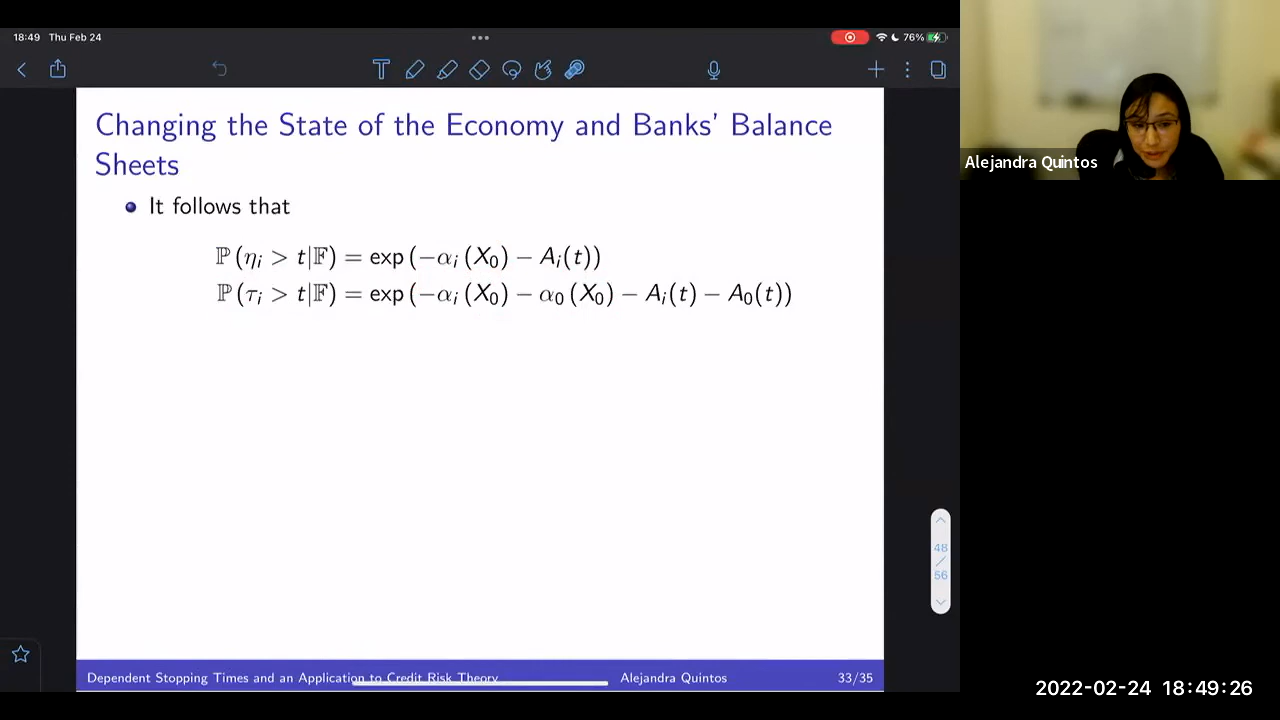 18:49 Thu Feb 24
76%
Changing the State of the Economy and Banks' Balance
Sheets
It follows that
ℙ (ηᵢ > t|𝔽) = exp (−αᵢ (X₀) − Aᵢ(t))
ℙ (τᵢ > t|𝔽) = exp (−αᵢ (X₀) − α₀ (X₀) − Aᵢ(t) − A₀(t))
48
/
56
Dependent Stopping Times and an Application to Credit Risk Theory Alejandra Quintos 33/35
Alejandra Quintos
2022-02-24 18:49:26